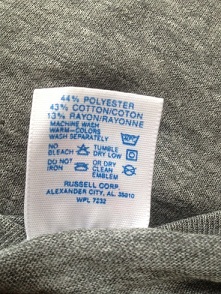 44% POLYESTER
43% COTTON/COTON
13% RAYON/RAYONNE
MACHINE WASH
WARM-COLORS
WASH SEPARATELY
NO BLEACH TUMBLE DRY LOW
DO NOT IRON OR DRY CLEAN EMBLEM
RUSSELL CORP.
ALEXANDER CITY, AL. 35010
WPL 7232